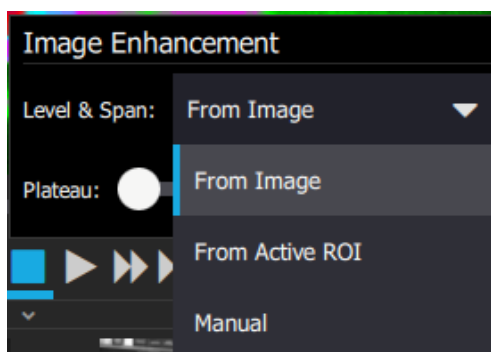 Image Enhancement
Level & Span:
From Image
From Image
Plateau:
From Active ROI
Manual